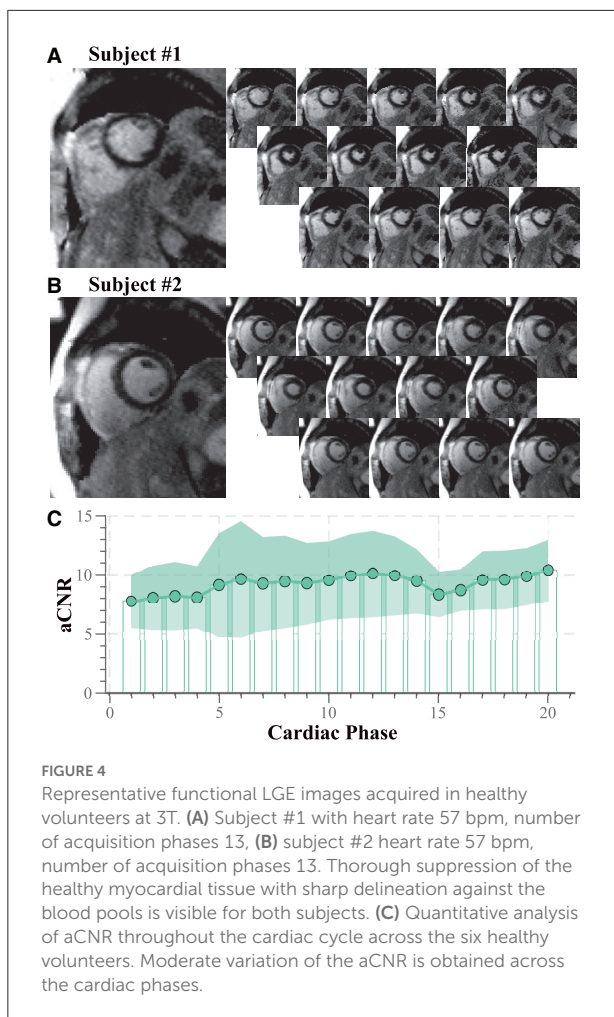 A Subject #1
B Subject #2
C
15
10
5
0
aCNR
0 5 10 15 20
Cardiac Phase
FIGURE 4
Representative functional LGE images acquired in healthy
volunteers at 3T. (A) Subject #1 with heart rate 57 bpm, number
of acquisition phases 13, (B) subject #2 heart rate 57 bpm,
number of acquisition phases 13. Thorough suppression of the
healthy myocardial tissue with sharp delineation against the
blood pools is visible for both subjects. (C) Quantitative analysis
of aCNR throughout the cardiac cycle across the six healthy
volunteers. Moderate variation of the aCNR is obtained across
the cardiac phases.